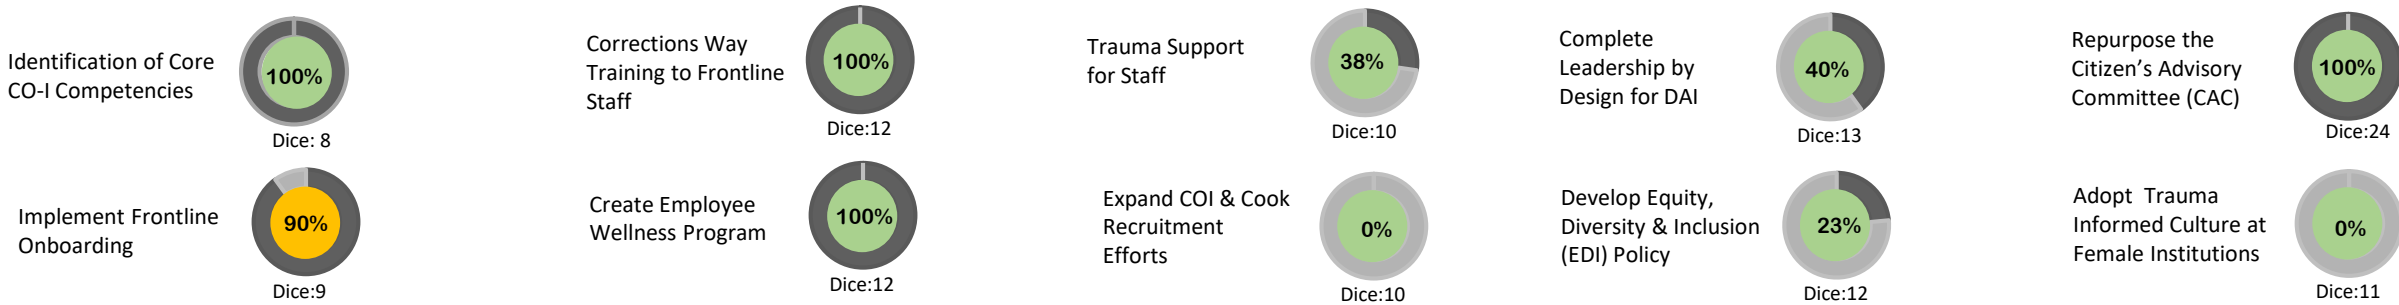 Identification of Core
CO-I Competencies
100%
Dice: 8
Corrections Way
Training to Frontline
Staff
100%
Dice:12
Trauma Support
for Staff
38%
Dice:10
Complete
Leadership by
Design for DAI
40%
Dice:13
Repurpose the
Citizen’s Advisory
Committee (CAC)
100%
Dice:24
Implement Frontline
Onboarding
90%
Dice:9
Create Employee
Wellness Program
100%
Dice:12
Expand COI & Cook
Recruitment
Efforts
0%
Dice:10
Develop Equity,
Diversity & Inclusion
(EDI) Policy
23%
Dice:12
Adopt  Trauma
Informed Culture at
Female Institutions
0%
Dice:11